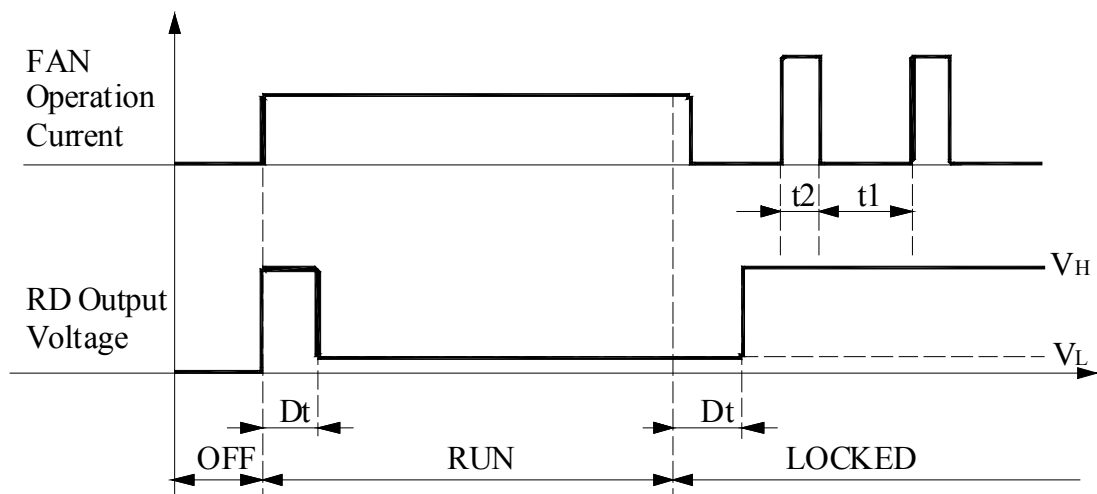 FAN
Operation
Current
t2
t1
VH
RD Output
Voltage
VL
Dt
Dt
OFF
RUN
LOCKED